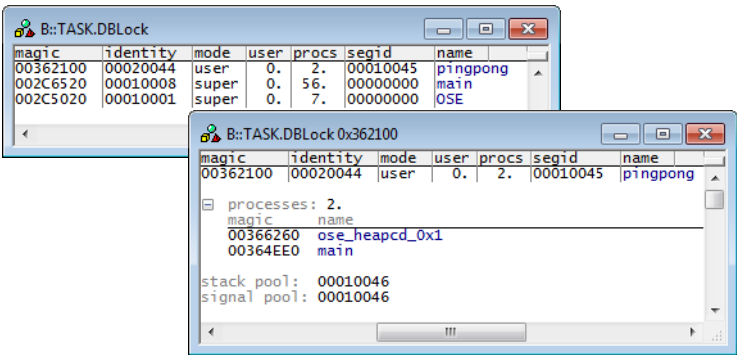 B::TASK.DBLock
magic identity mode user procs segid name
00362100 00020044 user 0. 2. 00010045 pingpong
002C6520 00010008 super 0. 56. 00000000 main
002C5020 00010001 super 0. 7. 00000000 OSE
B::TASK.DBLock 0x362100
magic identity mode user procs segid name
00362100 00020044 user 0. 2. 00010045 pingpong
processes: 2.
magic name
00366260 ose_heapcd_0x1
00364EE0 main
stack pool: 00010046
signal pool: 00010046